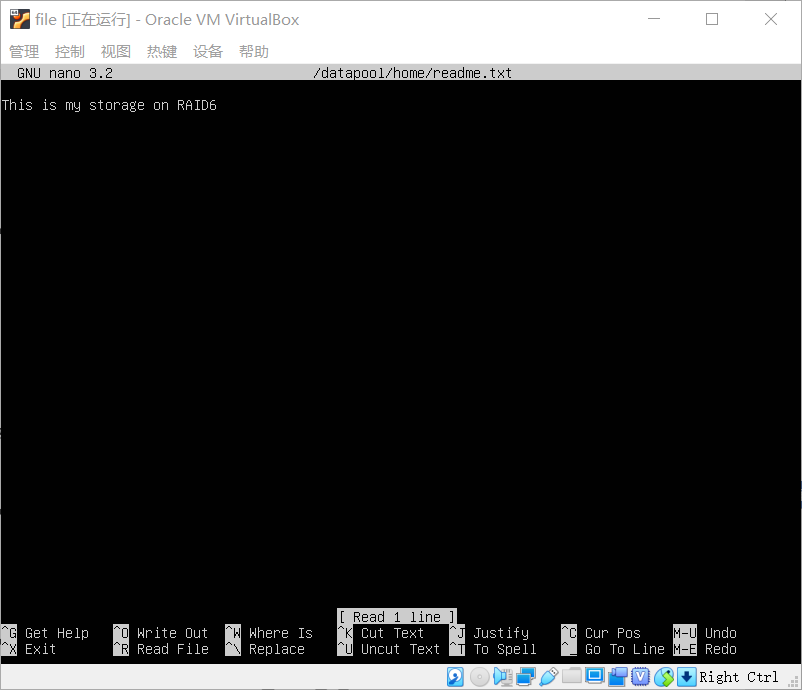 file [正在运行] - Oracle VM VirtualBox
管理 控制 视图 热键 设备 帮助
GNU nano 3.2 /datapool/home/readme.txt
This is my storage on RAID6
[ Read 1 line ]
^G Get Help ^O Write Out ^W Where Is ^K Cut Text ^J Justify ^C Cur Pos M-U Undo
^X Exit ^R Read File ^\ Replace ^U Uncut Text ^T To Spell ^_ Go To Line M-E Redo
Right Ctrl